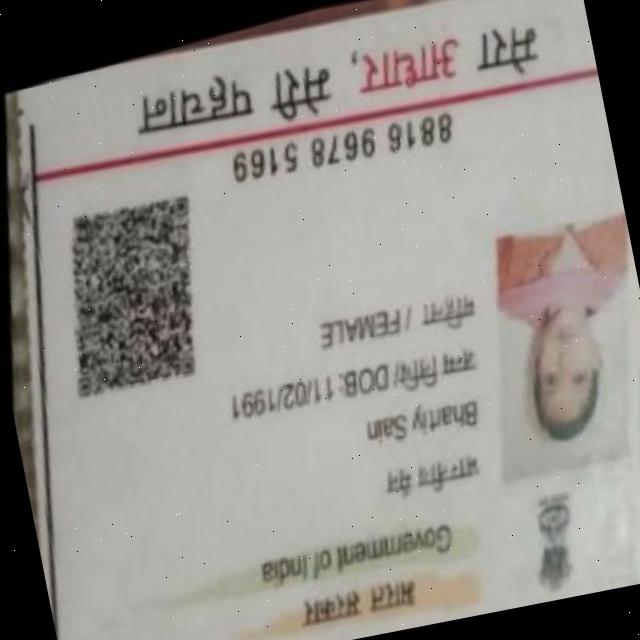 भारत सरकार
Government of India
भारतीय सेन
Bhartiy Sain
जन्म तिथि/ DOB: 11/02/1991
महिला / FEMALE
8816 9678 5169
मेरा आधार, मेरी पहचान